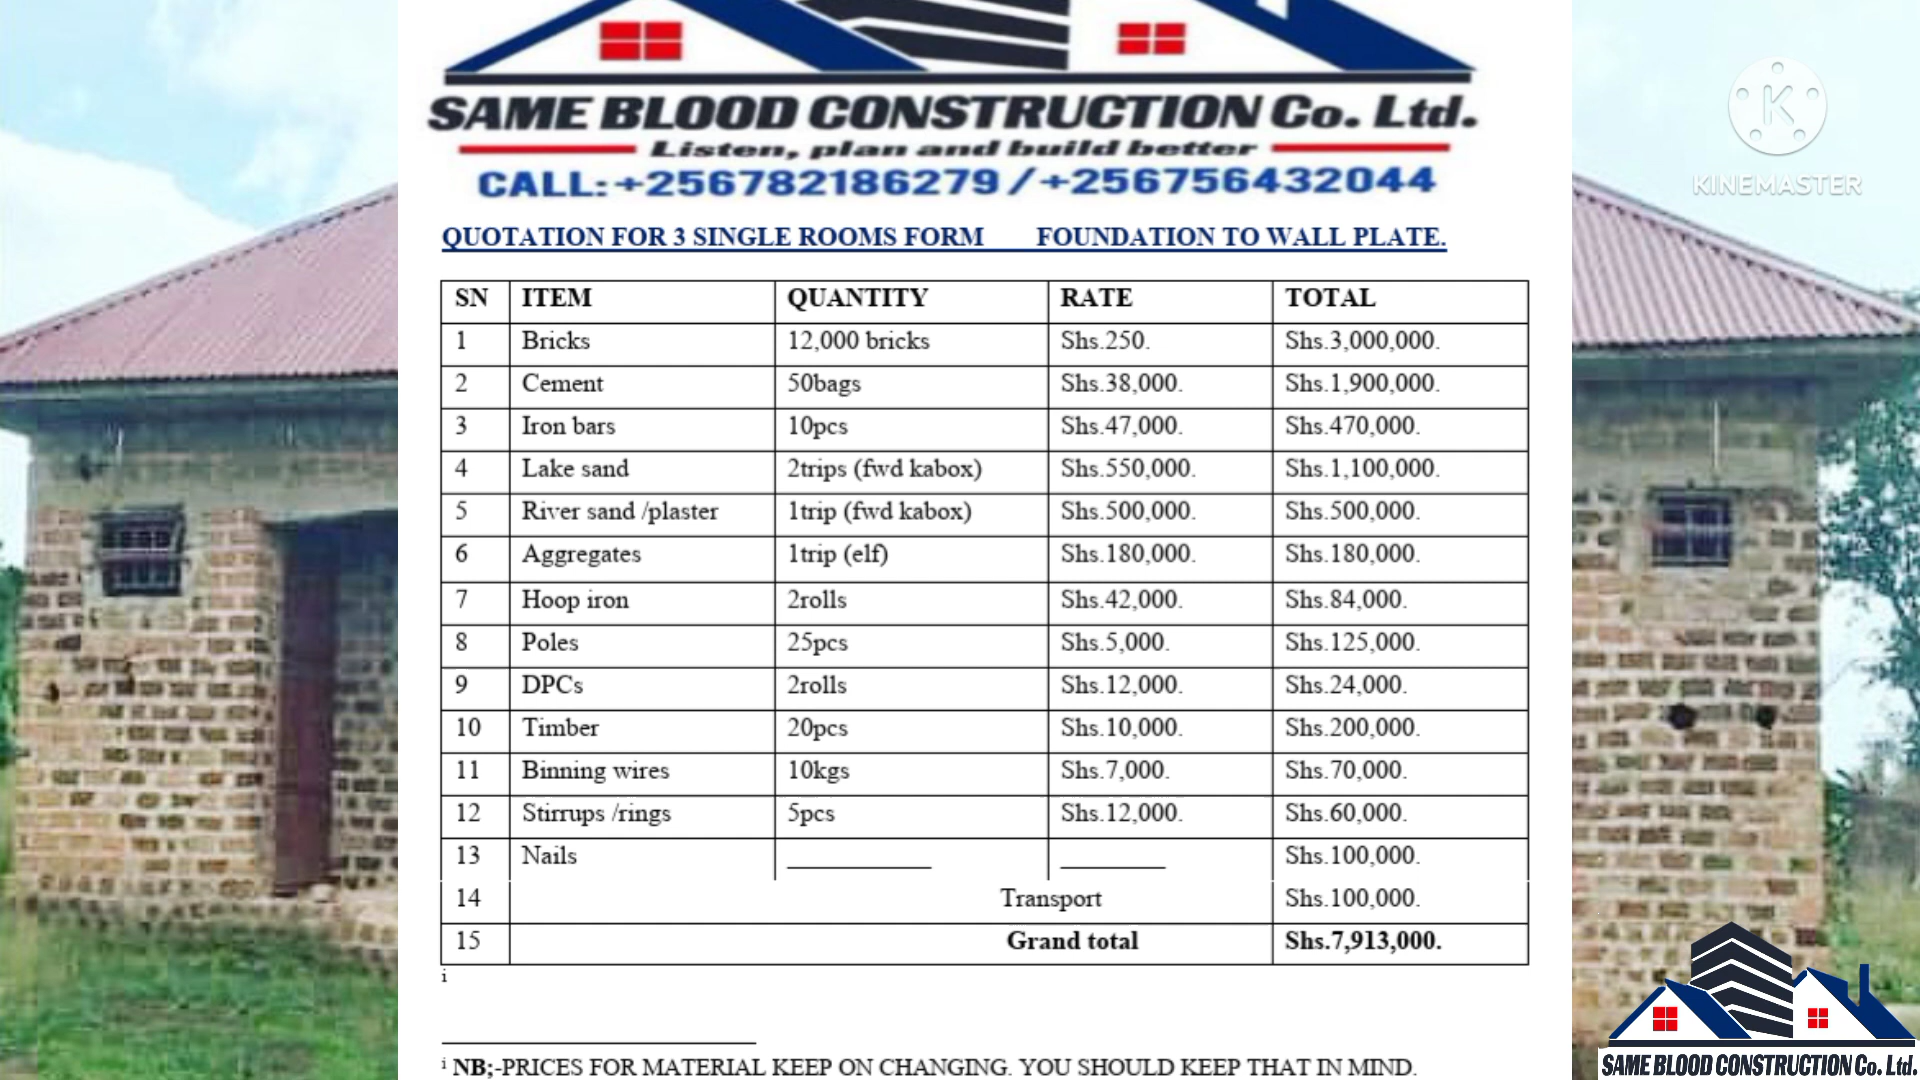 SAME BLOOD CONSTRUCTION Co. Ltd.
Listen, plan and build better
CALL:+256782186279/+256756432044
QUOTATION FOR 3 SINGLE ROOMS FORM FOUNDATION TO WALL PLATE.
SN ITEM QUANTITY RATE TOTAL
1 Bricks 12,000 bricks Shs.250. Shs.3,000,000.
2 Cement 50bags Shs.38,000. Shs.1,900,000.
3 Iron bars 10pcs Shs.47,000. Shs.470,000.
4 Lake sand 2trips (fwd kabox) Shs.550,000. Shs.1,100,000.
5 River sand /plaster 1trip (fwd kabox) Shs.500,000. Shs.500,000.
6 Aggregates 1trip (elf) Shs.180,000. Shs.180,000.
7 Hoop iron 2rolls Shs.42,000. Shs.84,000.
8 Poles 25pcs Shs.5,000. Shs.125,000.
9 DPCs 2rolls Shs.12,000. Shs.24,000.
10 Timber 20pcs Shs.10,000. Shs.200,000.
11 Binning wires 10kgs Shs.7,000. Shs.70,000.
12 Stirrups /rings 5pcs Shs.12,000. Shs.60,000.
13 Nails ___________ ________ Shs.100,000.
14 Transport Shs.100,000.
15 Grand total Shs.7,913,000.
i
i NB;-PRICES FOR MATERIAL KEEP ON CHANGING. YOU SHOULD KEEP THAT IN MIND.
K
KINEMASTER
SAME BLOOD CONSTRUCTION Co. Ltd.